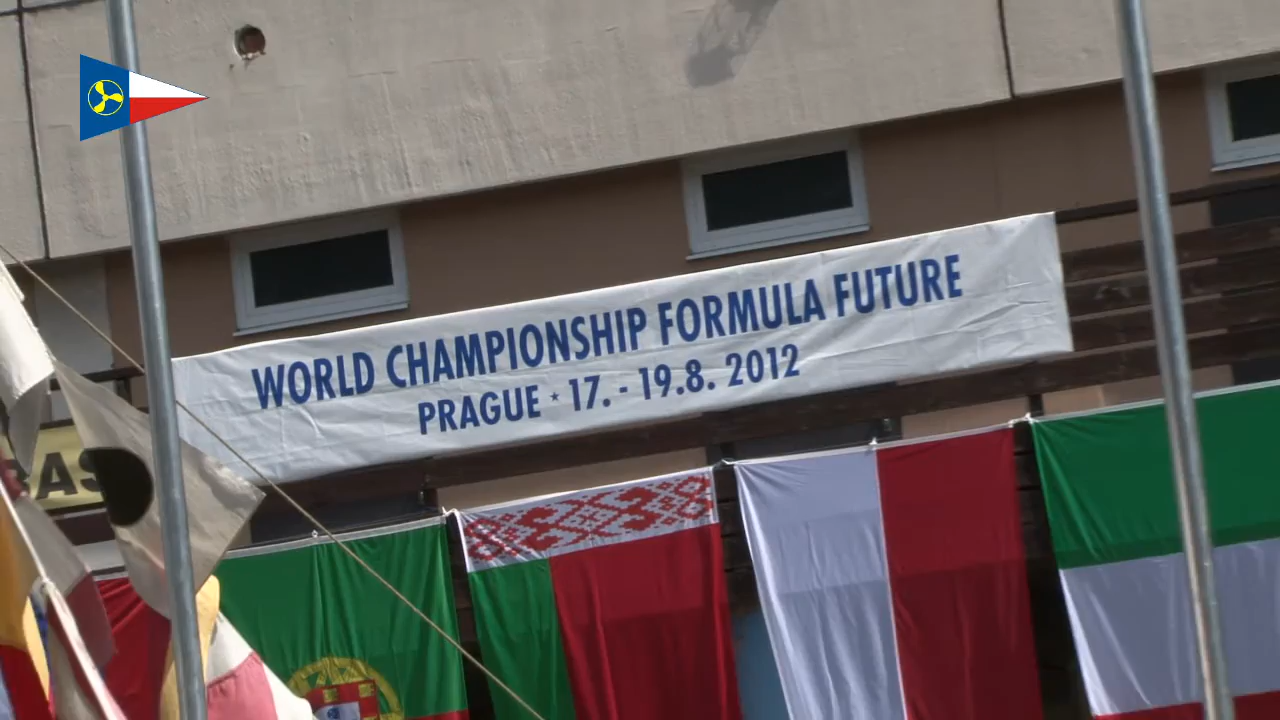 WORLD CHAMPIONSHIP FORMULA FUTURE
PRAGUE * 17. - 19.8. 2012